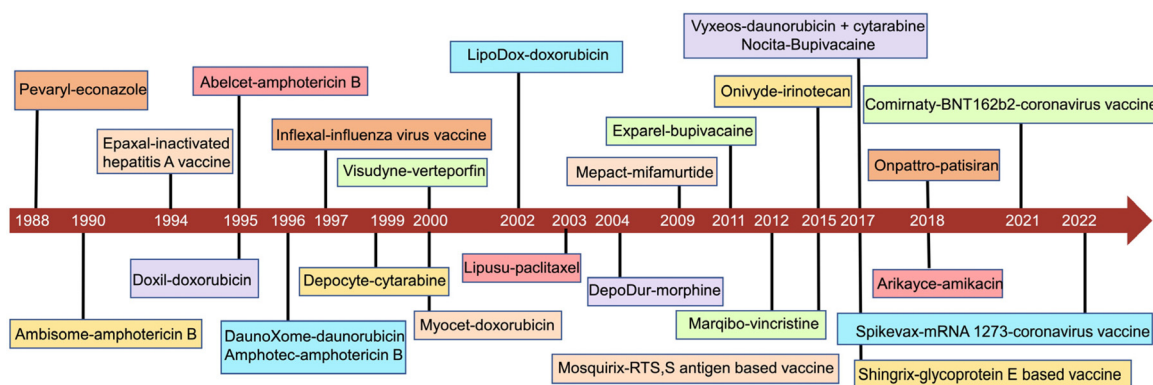 Vyxeos-daunorubicin + cytarabine
Nocita-Bupivacaine
LipoDox-doxorubicin
Pevaryl-econazole
Abelcet-amphotericin B
Onivyde-irinotecan
Comirnaty-BNT162b2-coronavirus vaccine
Epaxal-inactivated
hepatitis A vaccine
Inflexal-influenza virus vaccine
Exparel-bupivacaine
Visudyne-verteporfin
Mepact-mifamurtide
Onpattro-patisiran
1988 1990 1994 1995 1996 1997 1999 2000 2002 2003 2004 2009 2011 2012 2015 2017 2018 2021 2022
Doxil-doxorubicin
Depocyte-cytarabine
Lipusu-paclitaxel
DepoDur-morphine
Arikayce-amikacin
Ambisome-amphotericin B
DaunoXome-daunorubicin
Amphotec-amphotericin B
Myocet-doxorubicin
Marqibo-vincristine
Spikevax-mRNA 1273-coronavirus vaccine
Mosquirix-RTS,S antigen based vaccine
Shingrix-glycoprotein E based vaccine